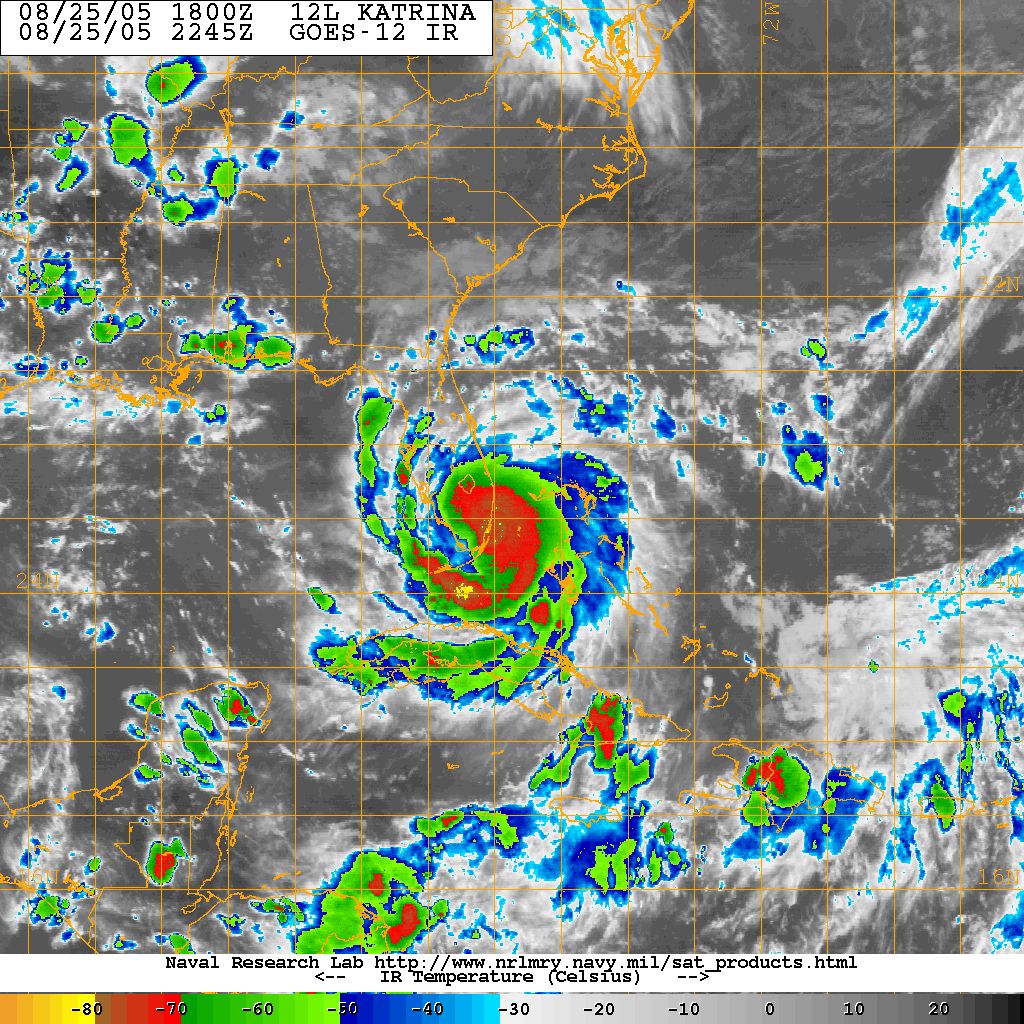 08/25/05 1800Z 12L KATRINA
08/25/05 2245Z GOES-12 IR
72W
32N
24N
24N
16N
16N
Naval Research Lab http://www.nrlmry.navy.mil/sat_products.html
<-- IR Temperature (Celsius) -->
-80 -70 -60 -50 -40 -30 -20 -10 0 10 20